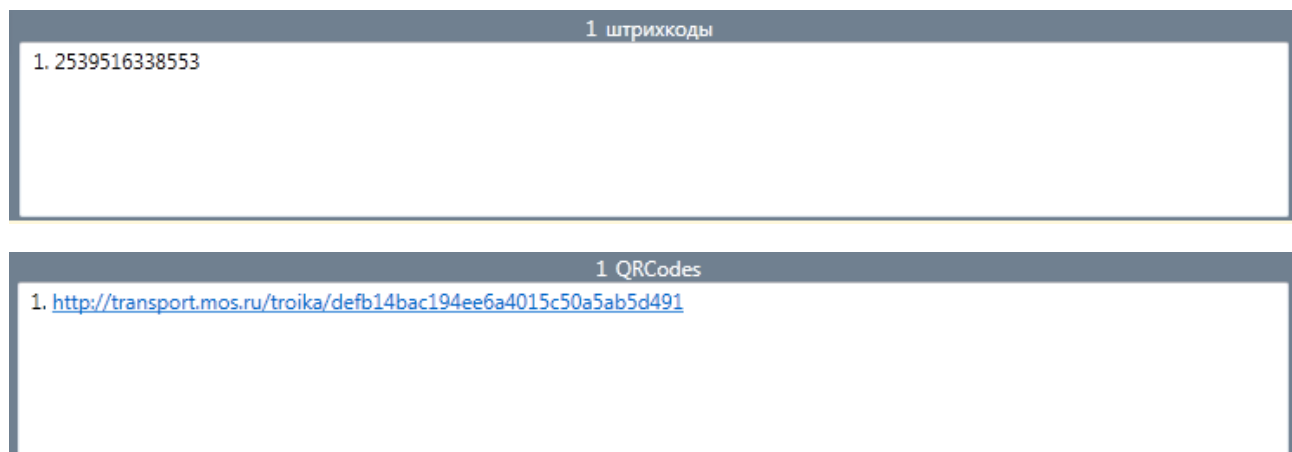 1 штрихкоды
1. 2539516338553
1 QRCodes
1. http://transport.mos.ru/troika/defb14bac194ee6a4015c50a5ab5d491